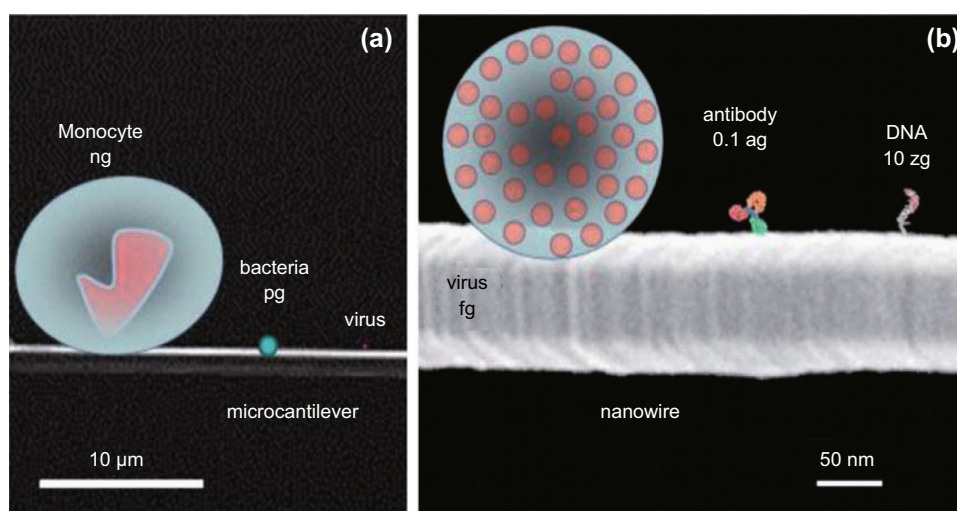 (a)
Monocyte
ng
bacteria
pg
virus
microcantilever
10 µm
(b)
antibody
0.1 ag
DNA
10 zg
virus
fg
nanowire
50 nm